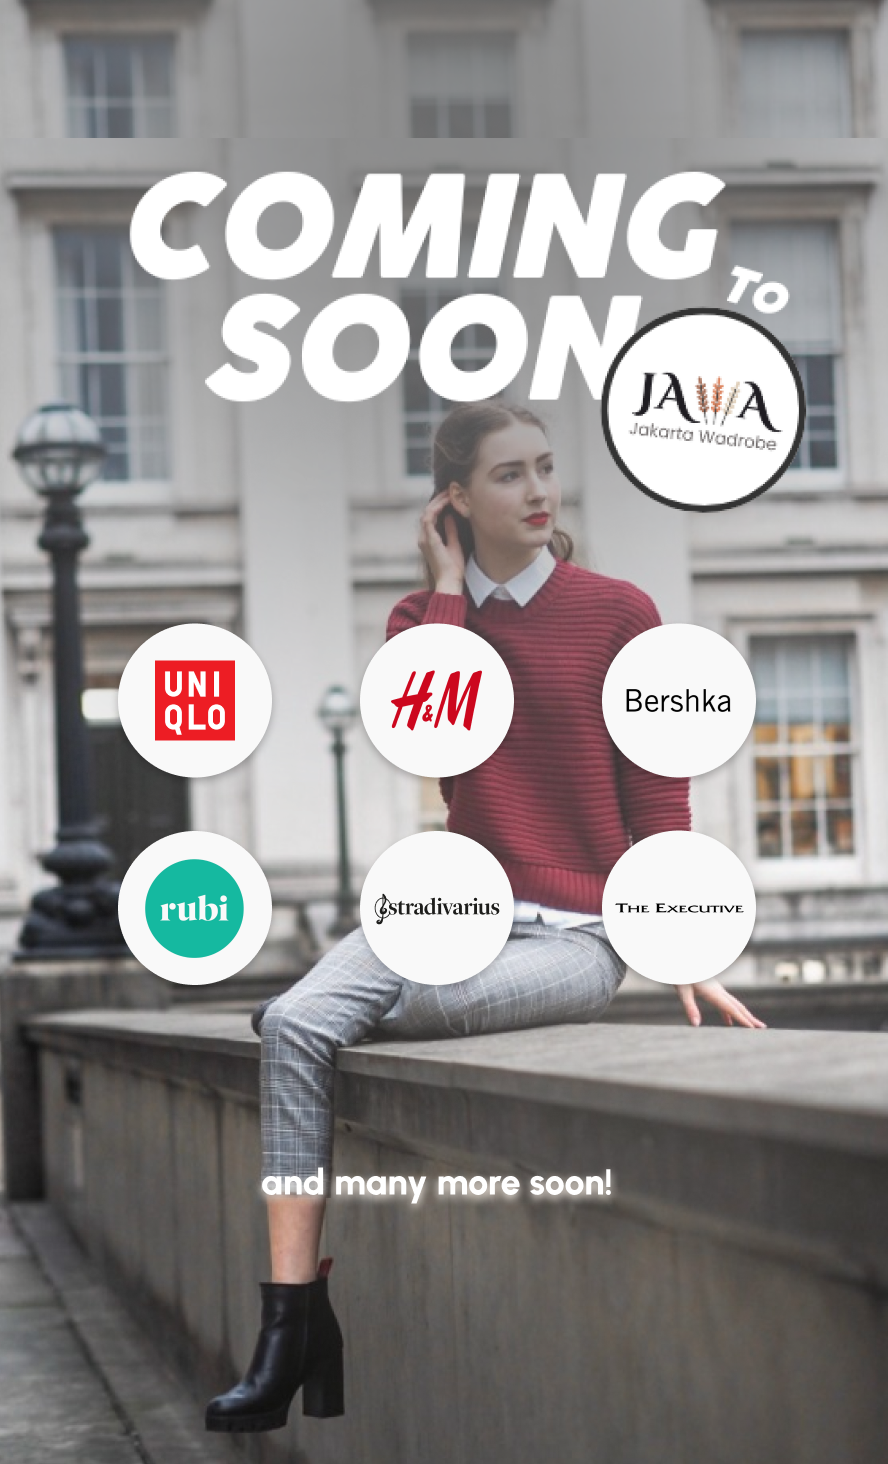 COMING
TO
SOON
JAWA
Jakarta Wadrobe
UNI
QLO
H&M
Bershka
rubi
stradivarius
THE EXECUTIVE
and many more soon!